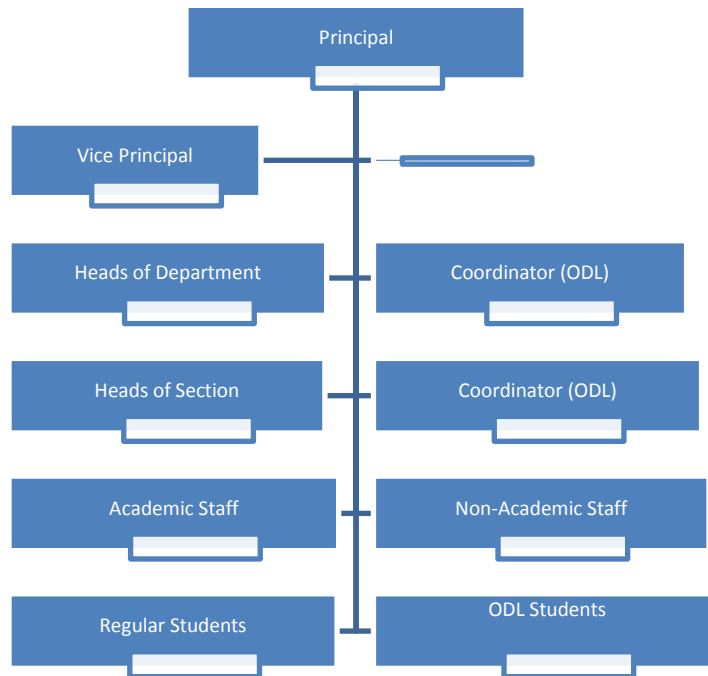 Principal
Vice Principal
Heads of Department
Coordinator (ODL)
Heads of Section
Coordinator (ODL)
Academic Staff
Non-Academic Staff
Regular Students
ODL Students